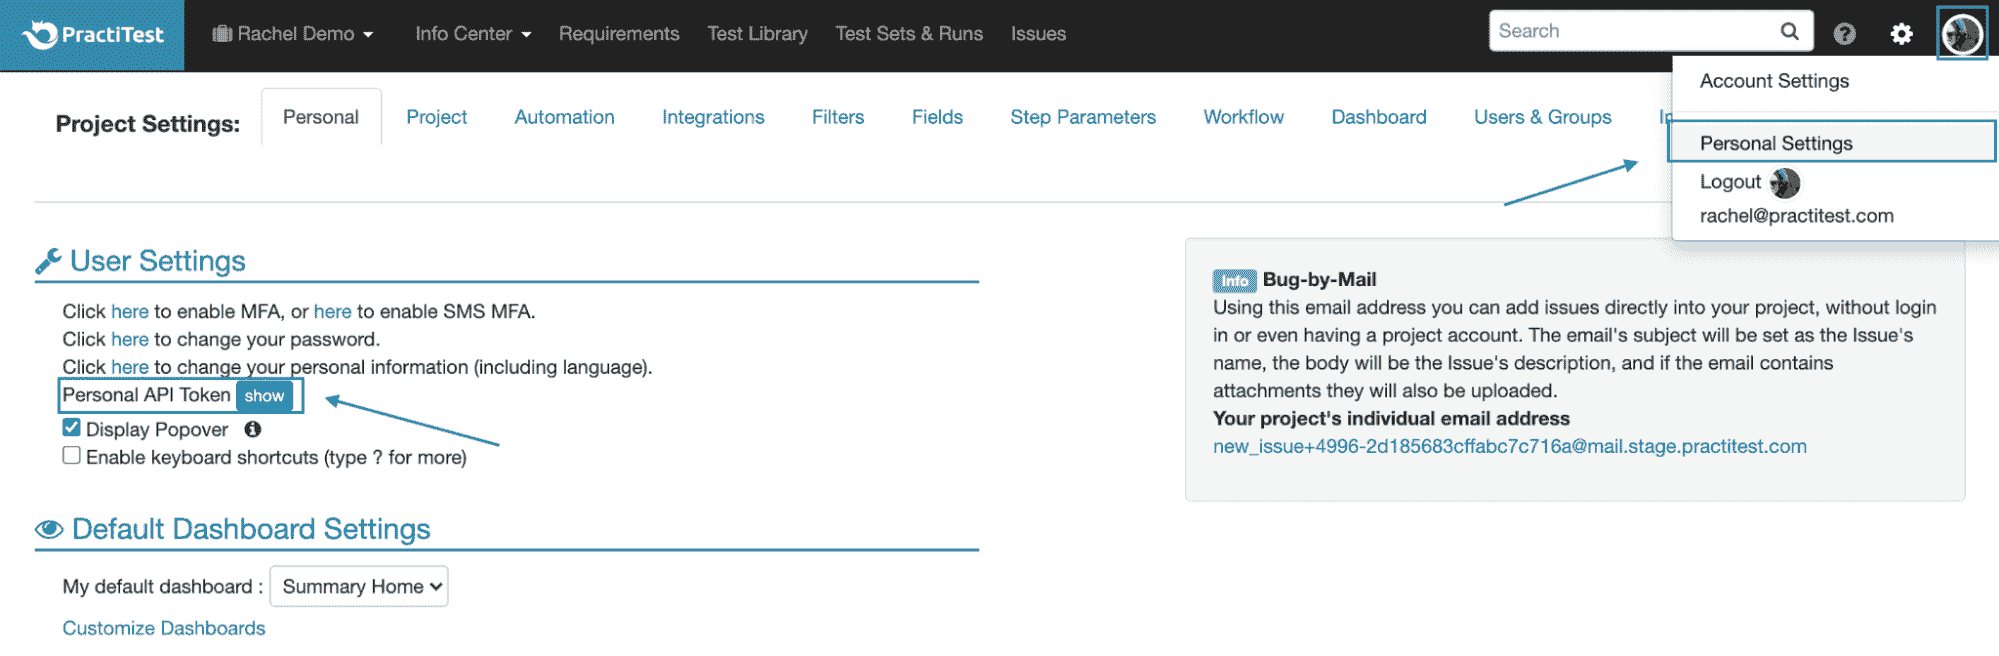 PractiTest
Rachel Demo
Info Center
Requirements
Test Library
Test Sets & Runs
Issues
Search
?
Account Settings
Personal Settings
Logout
rachel@practitest.com
Project Settings:
Personal
Project
Automation
Integrations
Filters
Fields
Step Parameters
Workflow
Dashboard
Users & Groups
User Settings
Click here to enable MFA, or here to enable SMS MFA.
Click here to change your password.
Click here to change your personal information (including language).
Personal API Token show
Display Popover
Enable keyboard shortcuts (type ? for more)
Default Dashboard Settings
My default dashboard : Summary Home
Customize Dashboards
Info Bug-by-Mail
Using this email address you can add issues directly into your project, without login
in or even having a project account. The email's subject will be set as the Issue's
name, the body will be the Issue's description, and if the email contains
attachments they will also be uploaded.
Your project's individual email address
new_issue+4996-2d185683cffabc7c716a@mail.stage.practitest.com